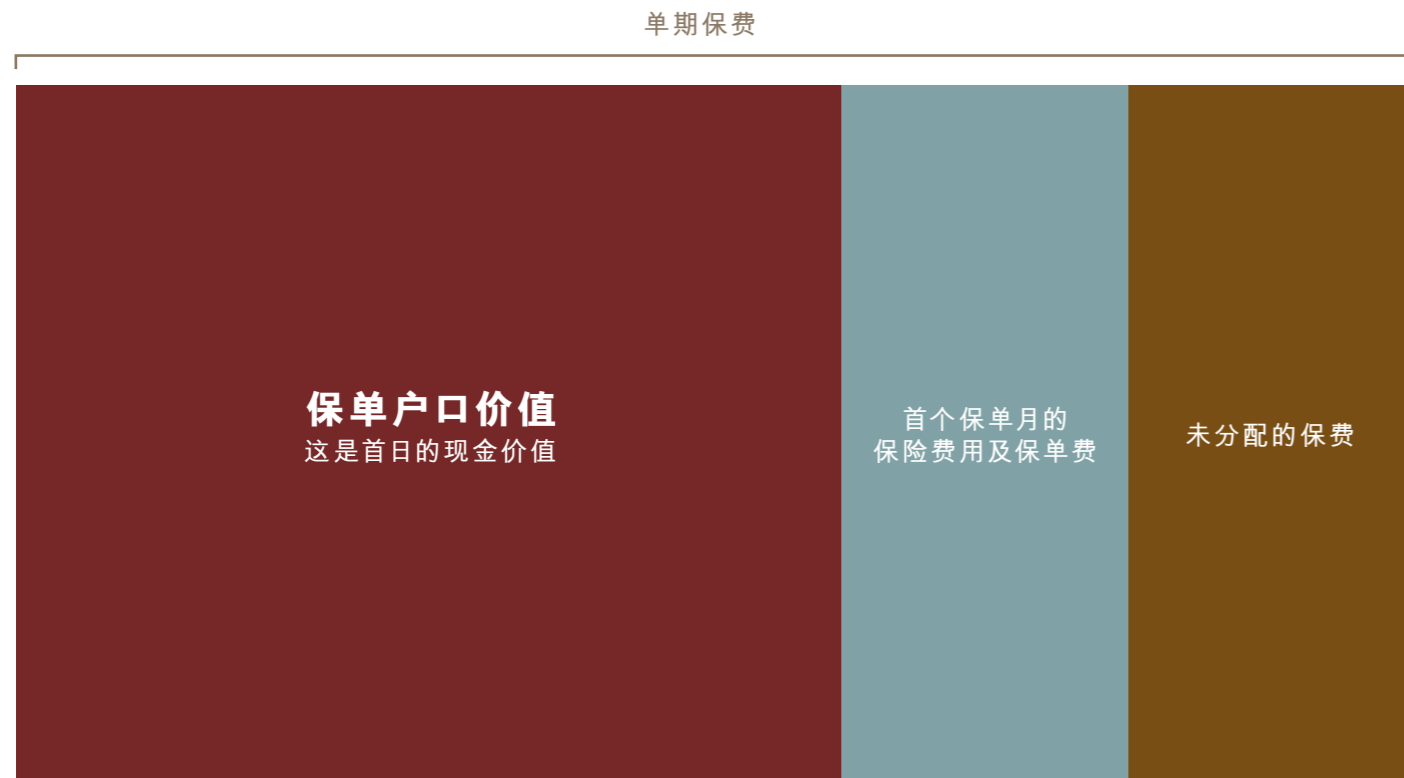 单期保费
保单户口价值
这是首日的现金价值
首个保单月的
保险费用及保单费
未分配的保费